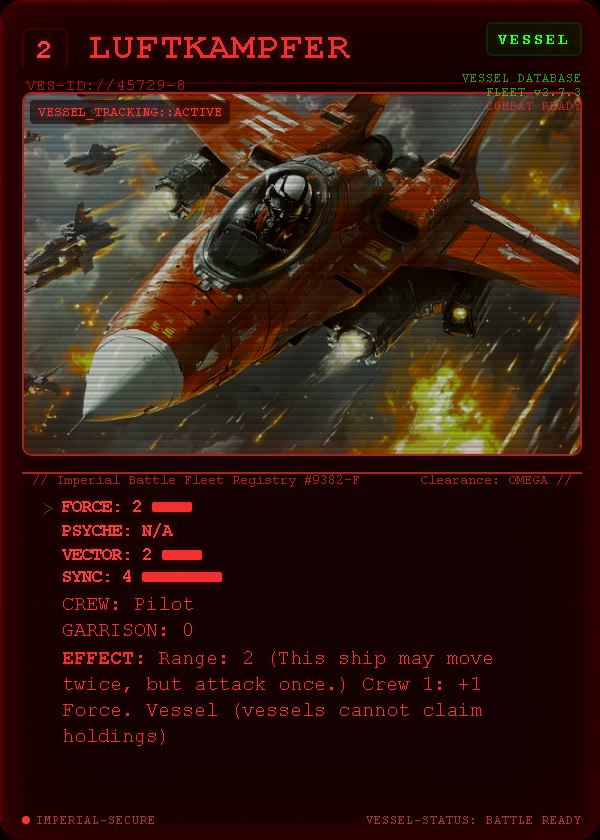 2 LUFTKAMPFER VESSEL
VES-ID://45729-8
VESSEL DATABASE
FLEET v2.7.3
COMBAT READY
VESSEL_TRACKING::ACTIVE
// Imperial Battle Fleet Registry #9382-F Clearance: OMEGA //
> FORCE: 2
PSYCHE: N/A
VECTOR: 2
SYNC: 4
CREW: Pilot
GARRISON: 0
EFFECT: Range: 2 (This ship may move
twice, but attack once.) Crew 1: +1
Force. Vessel (vessels cannot claim
holdings)
IMPERIAL-SECURE VESSEL-STATUS: BATTLE READY